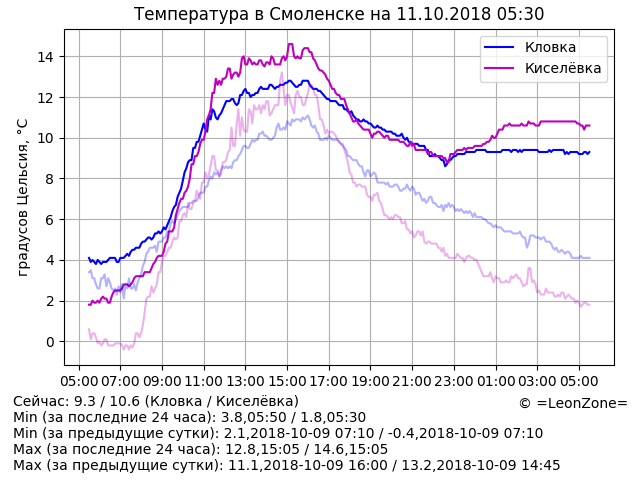 Температура в Смоленске на 11.10.2018 05:30
Кловка
Киселёвка
градусов Цельсия, °C
14
12
10
8
6
4
2
0
05:00 07:00 09:00 11:00 13:00 15:00 17:00 19:00 21:00 23:00 01:00 03:00 05:00
Сейчас: 9.3 / 10.6 (Кловка / Киселёвка)
© =LeonZone=
Min (за последние 24 часа): 3.8,05:50 / 1.8,05:30
Min (за предыдущие сутки): 2.1,2018-10-09 07:10 / -0.4,2018-10-09 07:10
Max (за последние 24 часа): 12.8,15:05 / 14.6,15:05
Max (за предыдущие сутки): 11.1,2018-10-09 16:00 / 13.2,2018-10-09 14:45